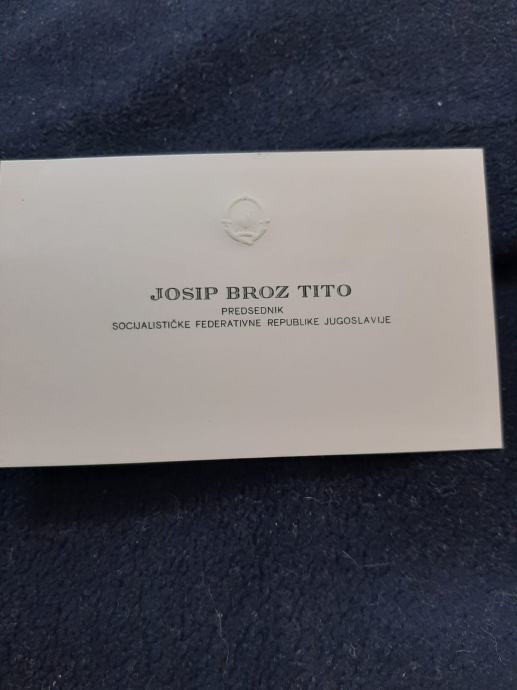 JOSIP BROZ TITO
PREDSEDNIK
SOCIJALISTIČKE FEDERATIVNE REPUBLIKE JUGOSLAVIJE